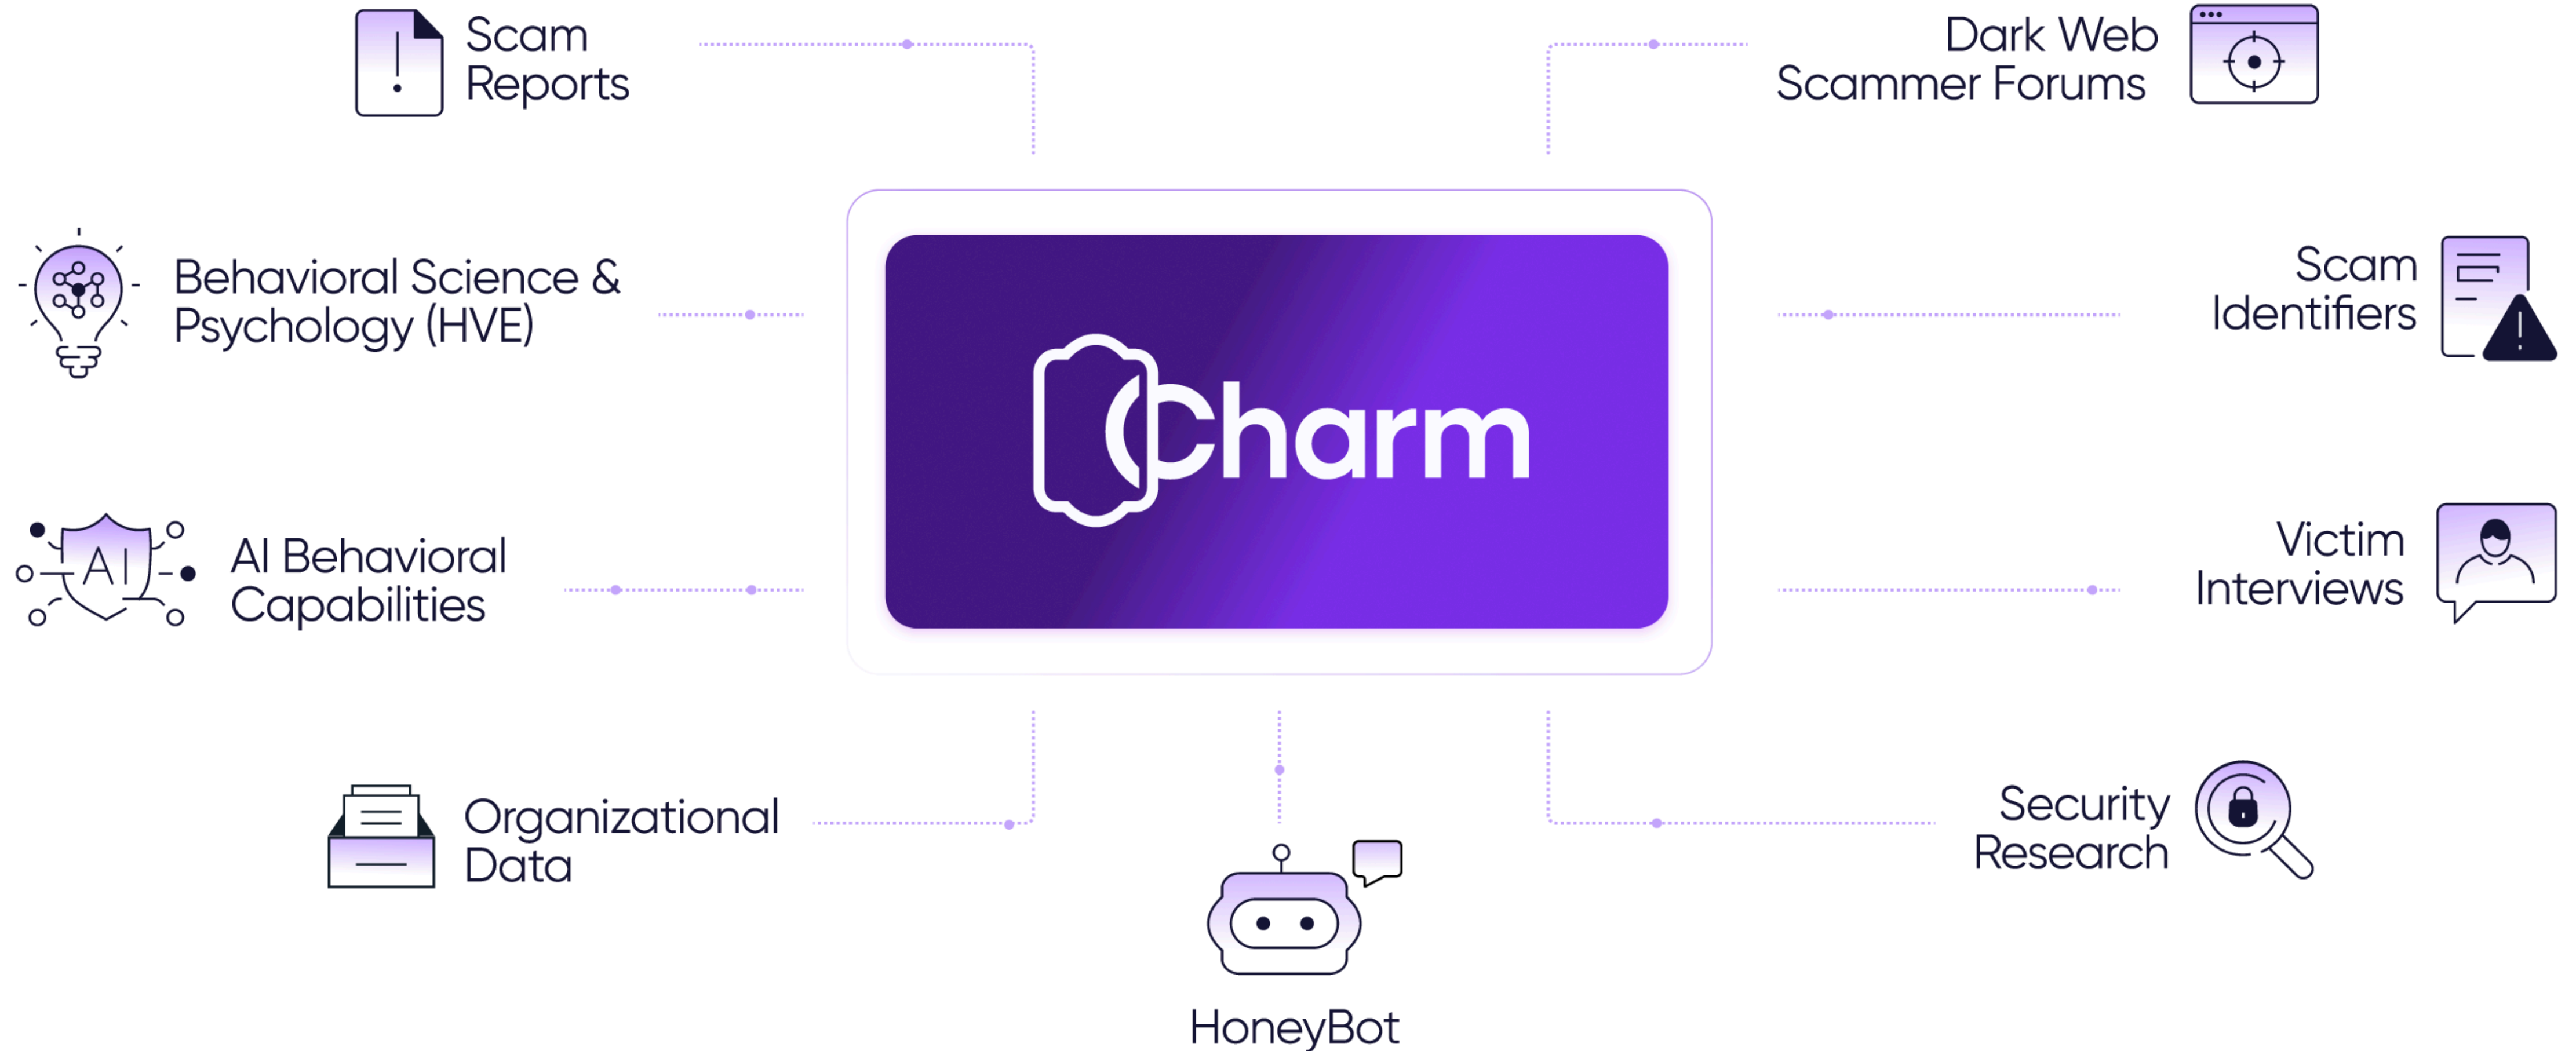 Scam
Reports
Dark Web
Scammer Forums
Behavioral Science &
Psychology (HVE)
Scam
Identifiers
Charm
AI
AI Behavioral
Capabilities
Victim
Interviews
Organizational
Data
Security
Research
HoneyBot